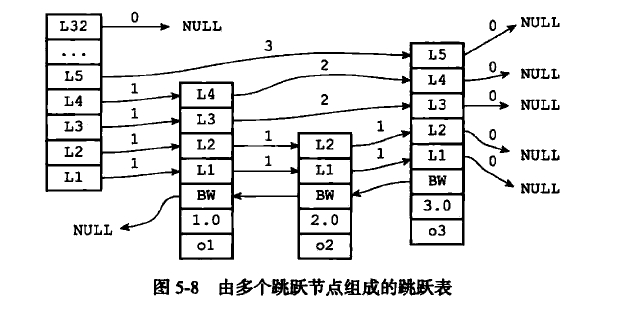 L32 0 NULL
...
L5 3 L5 0 NULL
L4 1 L4 2 L4 0 NULL
L3 1 L3 2 L3 0 NULL
L2 1 L2 1 L2 1 L2 0 NULL
L1 1 L1 1 L1 1 L1 0 NULL
NULL BW BW BW
1.0 2.0 3.0
o1 o2 o3
图 5-8 由多个跳跃节点组成的跳跃表